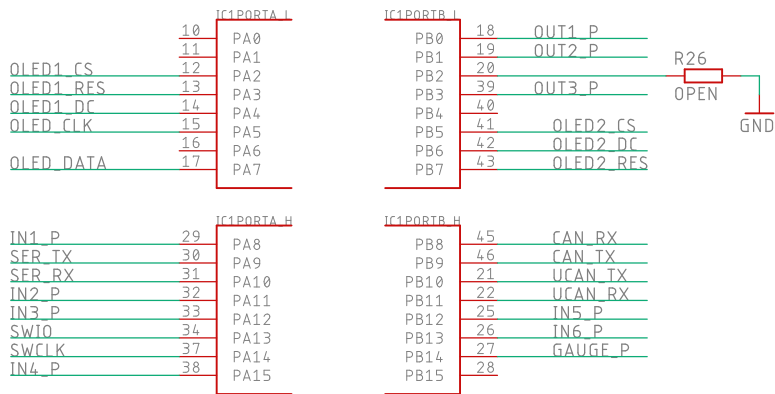 IC1PORTA_L
10 PA0
11 PA1
OLED1_CS 12 PA2
OLED1_RES 13 PA3
OLED1_DC 14 PA4
OLED_CLK 15 PA5
16 PA6
OLED_DATA 17 PA7
IC1PORTB_L
PB0 18 OUT1_P
PB1 19 OUT2_P
PB2 20
R26
OPEN
GND
PB3 39 OUT3_P
PB4 40
PB5 41 OLED2_CS
PB6 42 OLED2_DC
PB7 43 OLED2_RES
IC1PORTA_H
IN1_P 29 PA8
SER_TX 30 PA9
SER_RX 31 PA10
IN2_P 32 PA11
IN3_P 33 PA12
SWIO 34 PA13
SWCLK 37 PA14
IN4_P 38 PA15
IC1PORTB_H
PB8 45 CAN_RX
PB9 46 CAN_TX
PB10 21 UCAN_TX
PB11 22 UCAN_RX
PB12 25 IN5_P
PB13 26 IN6_P
PB14 27 GAUGE_P
PB15 28